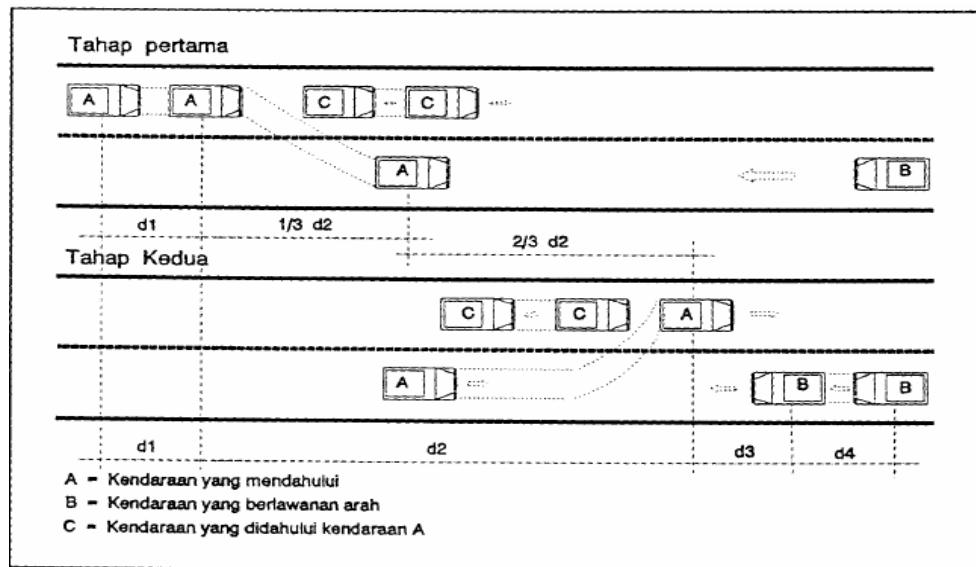 Tahap pertama
A A C C
A B
d1 1/3 d2
2/3 d2
Tahap Kedua
C C A
A B B
d1 d2 d3 d4
A = Kendaraan yang mendahului
B = Kendaraan yang berlawanan arah
C = Kendaraan yang didahului kendaraan A